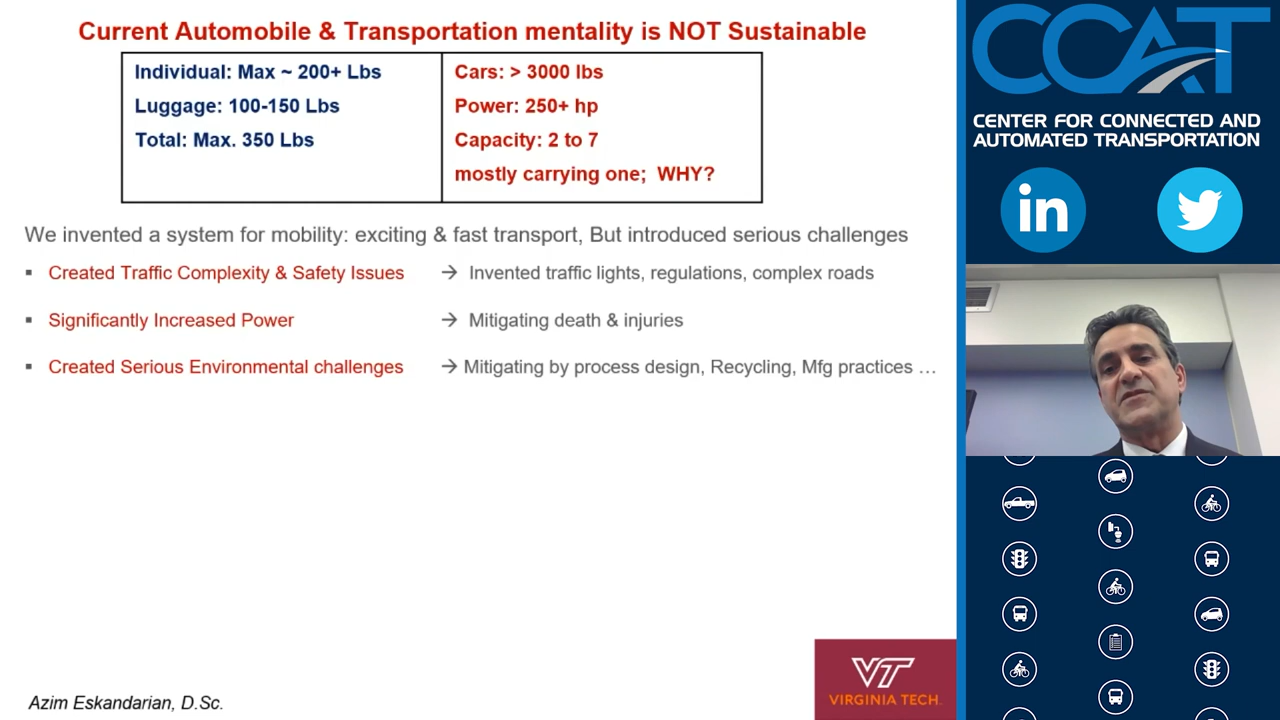 Current Automobile & Transportation mentality is NOT Sustainable
Individual: Max ~ 200+ Lbs
Luggage: 100-150 Lbs
Total: Max. 350 Lbs
Cars: > 3000 lbs
Power: 250+ hp
Capacity: 2 to 7
mostly carrying one; WHY?
We invented a system for mobility: exciting & fast transport, But introduced serious challenges
▪ Created Traffic Complexity & Safety Issues → Invented traffic lights, regulations, complex roads
▪ Significantly Increased Power → Mitigating death & injuries
▪ Created Serious Environmental challenges → Mitigating by process design, Recycling, Mfg practices …
Azim Eskandarian, D.Sc.
VT
VIRGINIA TECH
CCAT
CENTER FOR CONNECTED AND
AUTOMATED TRANSPORTATION
in